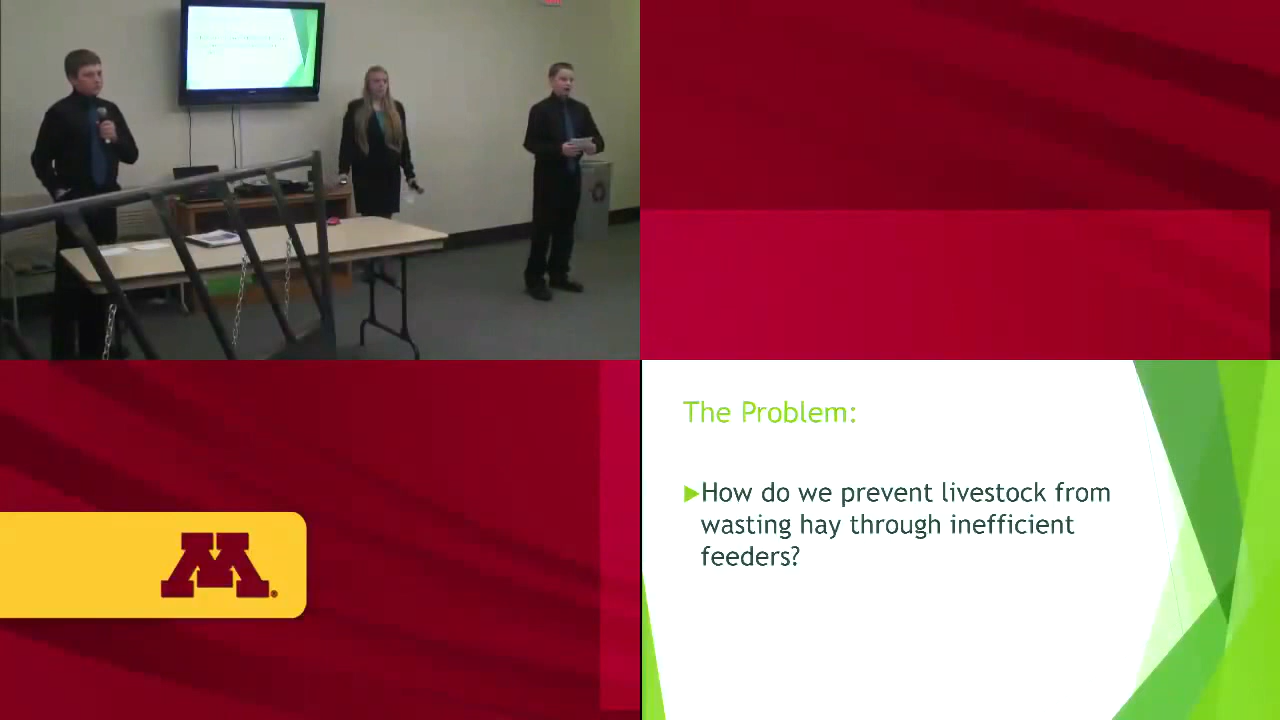 M
The Problem:
How do we prevent livestock from
wasting hay through inefficient
feeders?